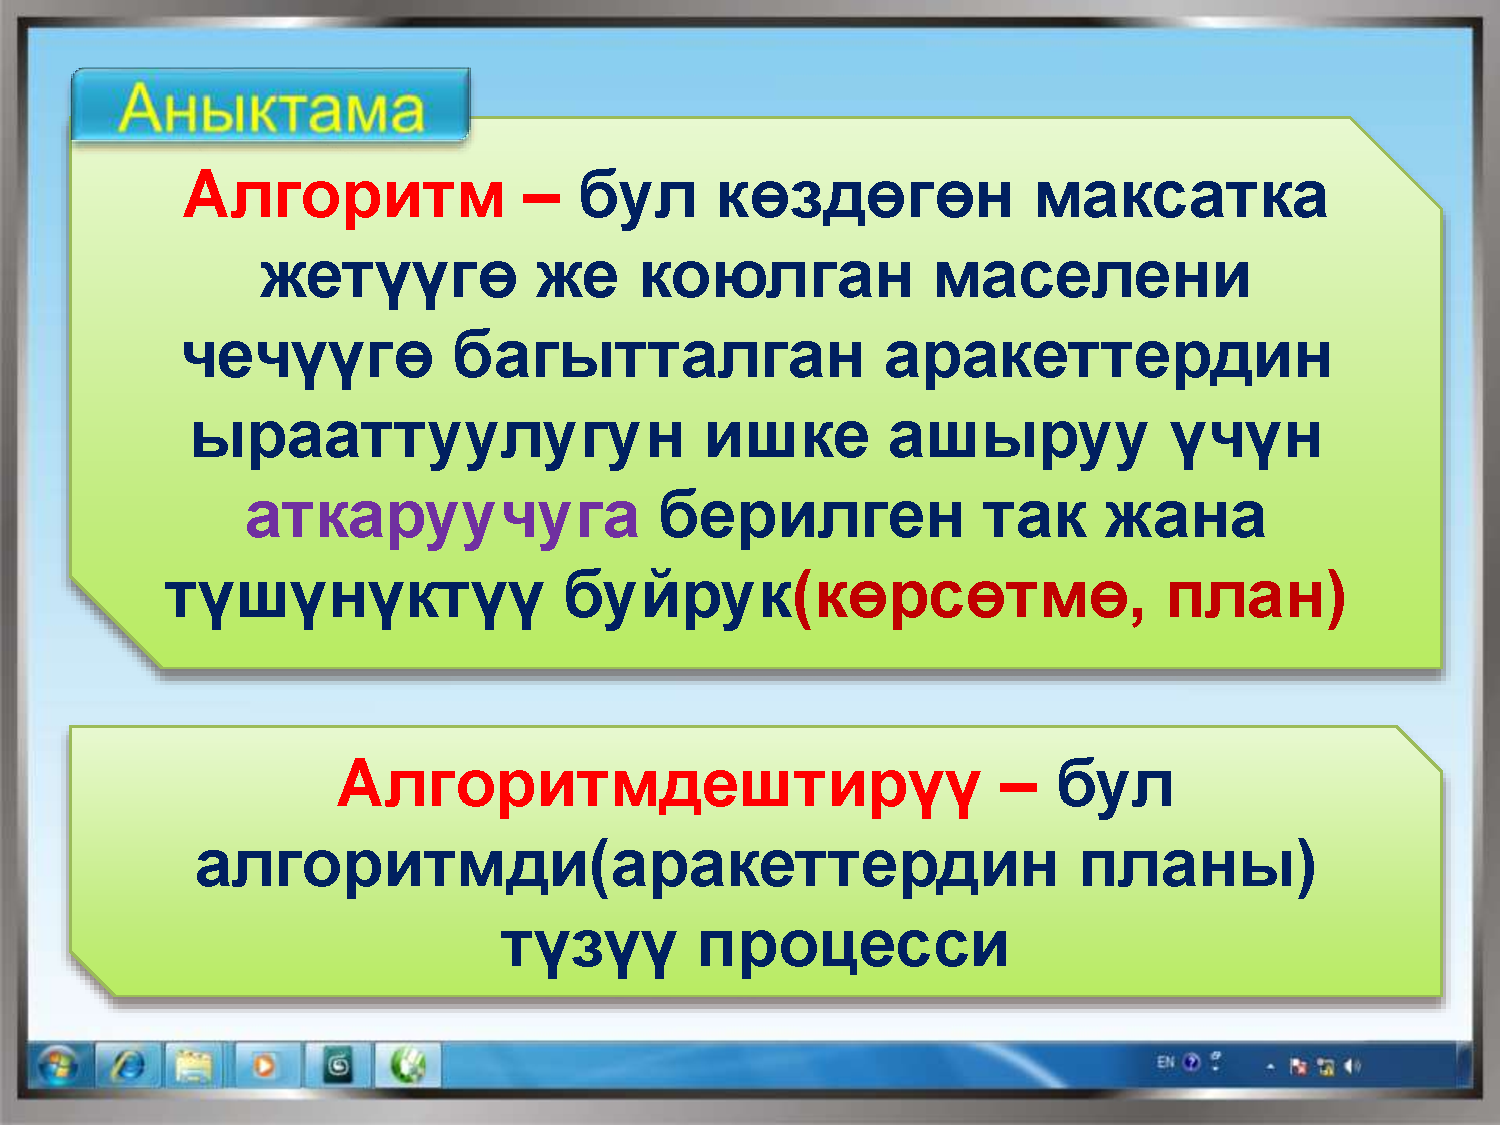 Аныктама
Алгоритм – бул көздөгөн максатка
жетүүгө же коюлган маселени
чечүүгө багытталган аракеттердин
ырааттуулугун ишке ашыруу үчүн
аткаруучуга берилген так жана
түшүнүктүү буйрук(көрсөтмө, план)
Алгоритмдештирүү – бул
алгоритмди(аракеттердин планы)
түзүү процесси
EN